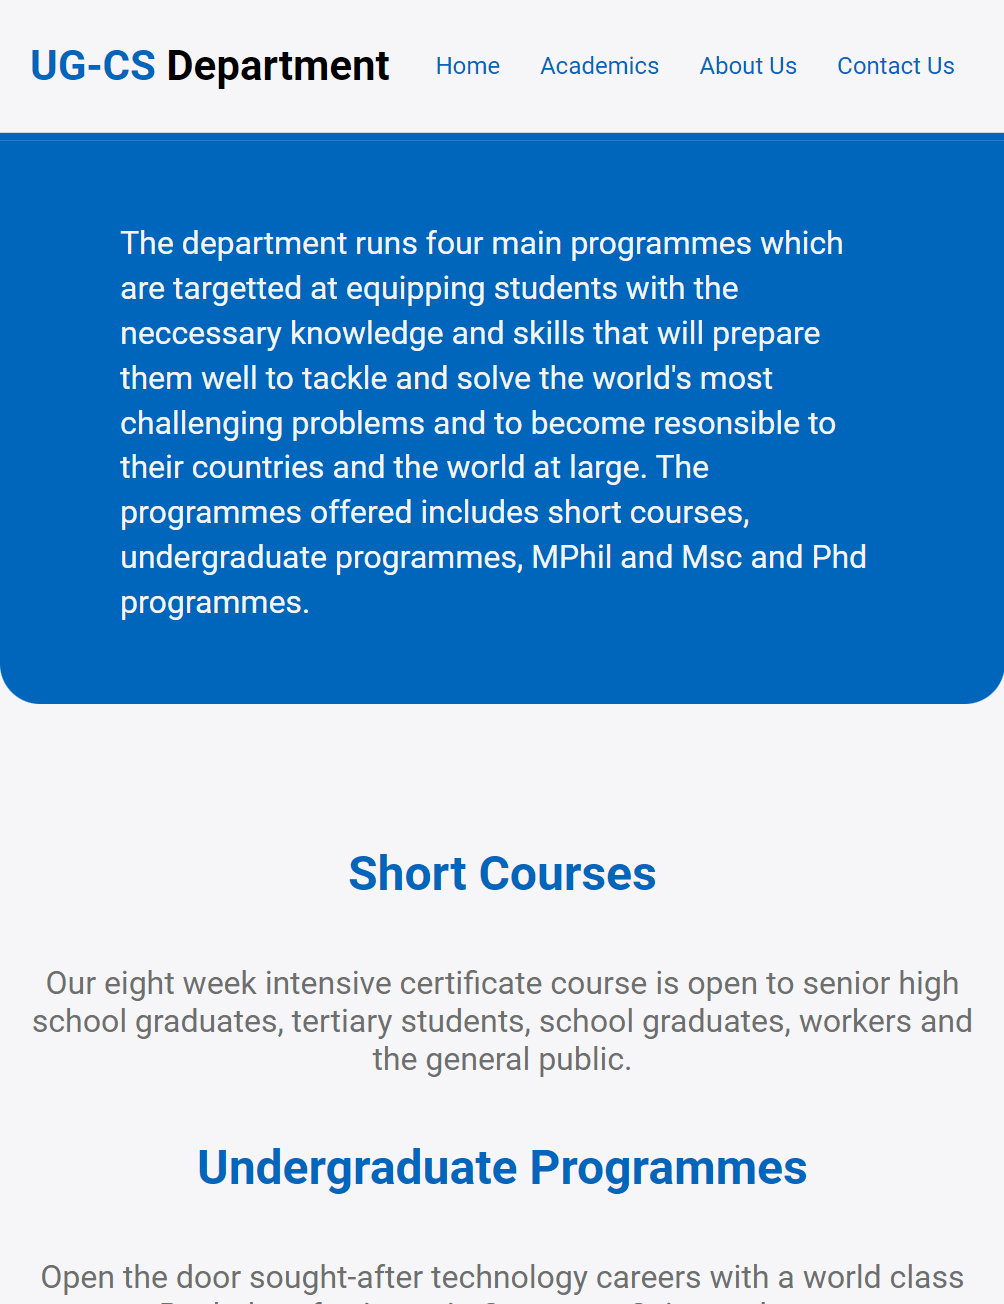 UG-CS Department
Home Academics About Us Contact Us
The department runs four main programmes which
are targetted at equipping students with the
neccessary knowledge and skills that will prepare
them well to tackle and solve the world's most
challenging problems and to become resonsible to
their countries and the world at large. The
programmes offered includes short courses,
undergraduate programmes, MPhil and Msc and Phd
programmes.
Short Courses
Our eight week intensive certificate course is open to senior high
school graduates, tertiary students, school graduates, workers and
the general public.
Undergraduate Programmes
Open the door sought-after technology careers with a world class